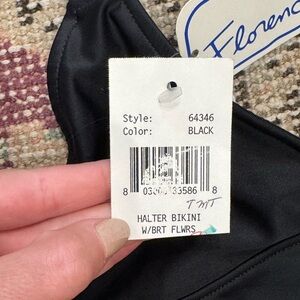 Florenc
Style: 64346
Color: BLACK
8 8
TMT
HALTER BIKINI
W/BRT FLWRS